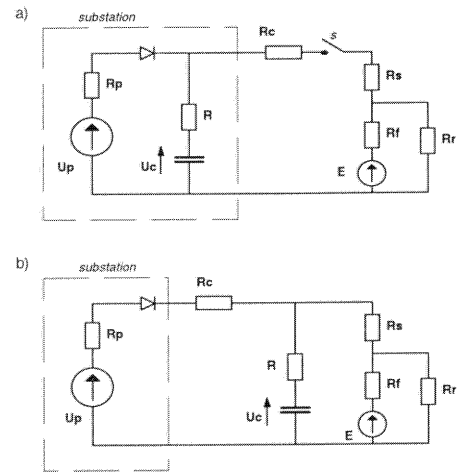 a)
substation
Rc
s
Rp
Rs
R
Rf
Rr
Up
Uc
E
b)
substation
Rc
Rp
Rs
R
Rf
Rr
Up
Uc
E